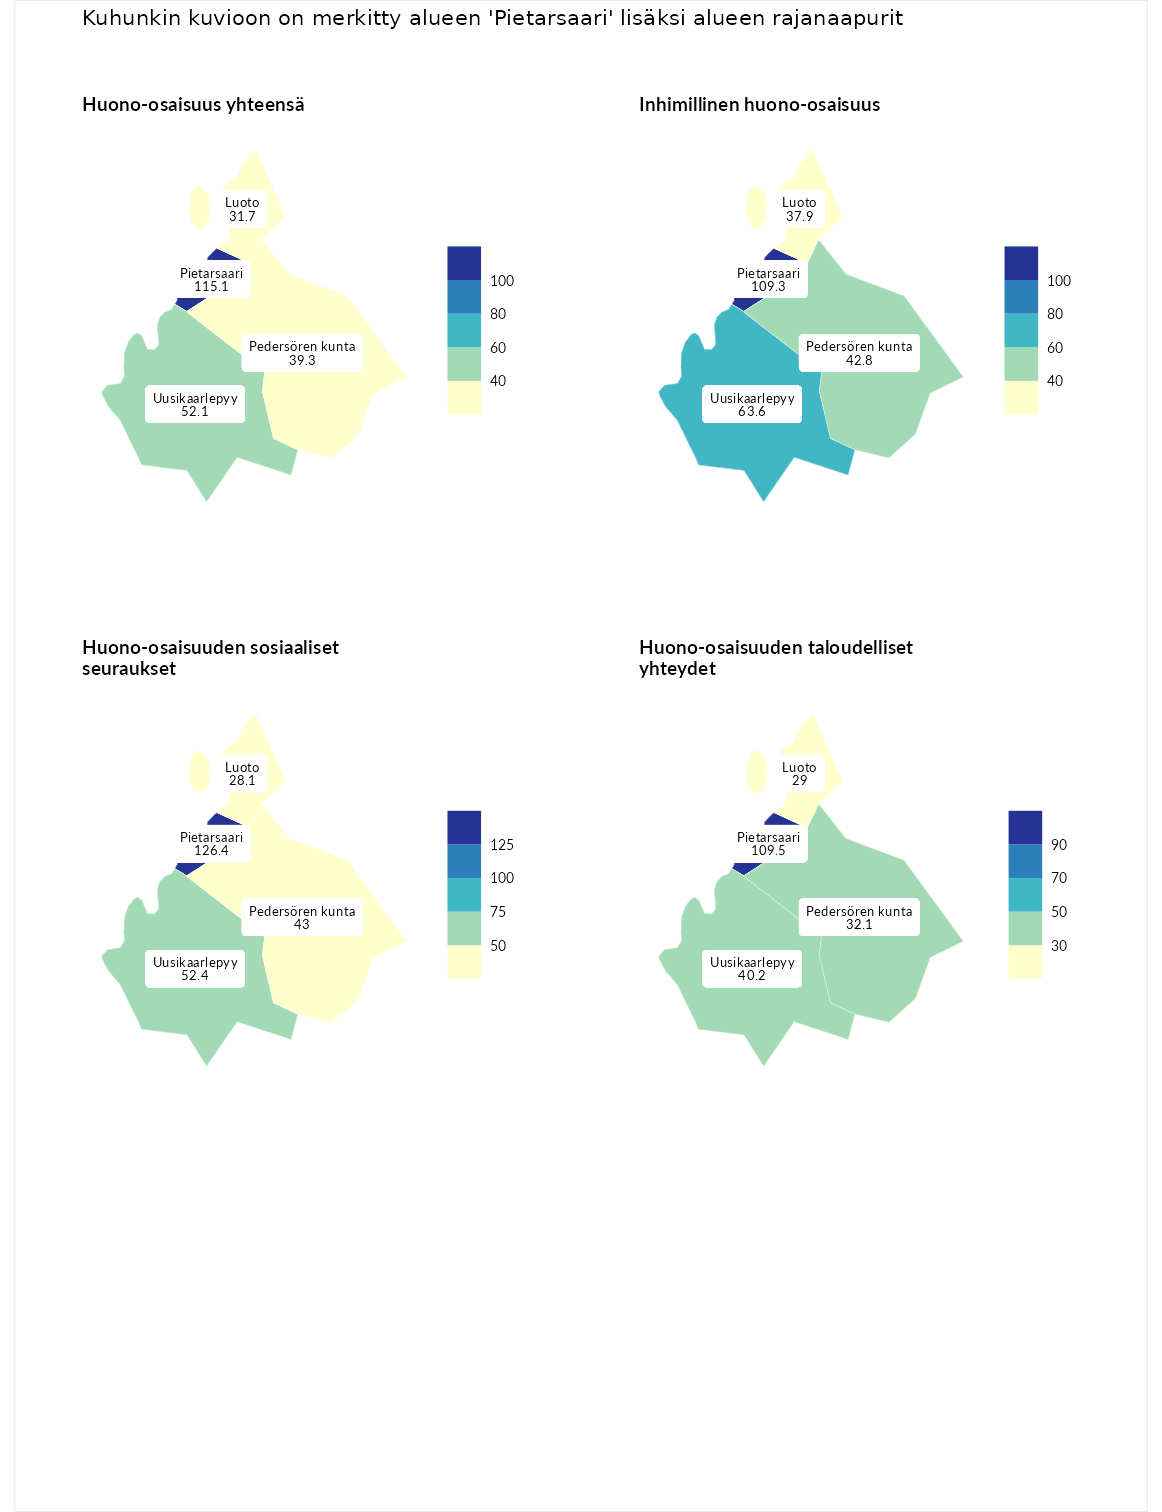 Kuhunkin kuvioon on merkitty alueen 'Pietarsaari' lisäksi alueen rajanaapurit
Huono-osaisuus yhteensä
Luoto
31.7
Pietarsaari
115.1
Pedersören kunta
39.3
Uusikaarlepyy
52.1
100
80
60
40
Inhimillinen huono-osaisuus
Luoto
37.9
Pietarsaari
109.3
Pedersören kunta
42.8
Uusikaarlepyy
63.6
100
80
60
40
Huono-osaisuuden sosiaaliset
seuraukset
Luoto
28.1
Pietarsaari
126.4
Pedersören kunta
43
Uusikaarlepyy
52.4
125
100
75
50
Huono-osaisuuden taloudelliset
yhteydet
Luoto
29
Pietarsaari
109.5
Pedersören kunta
32.1
Uusikaarlepyy
40.2
90
70
50
30